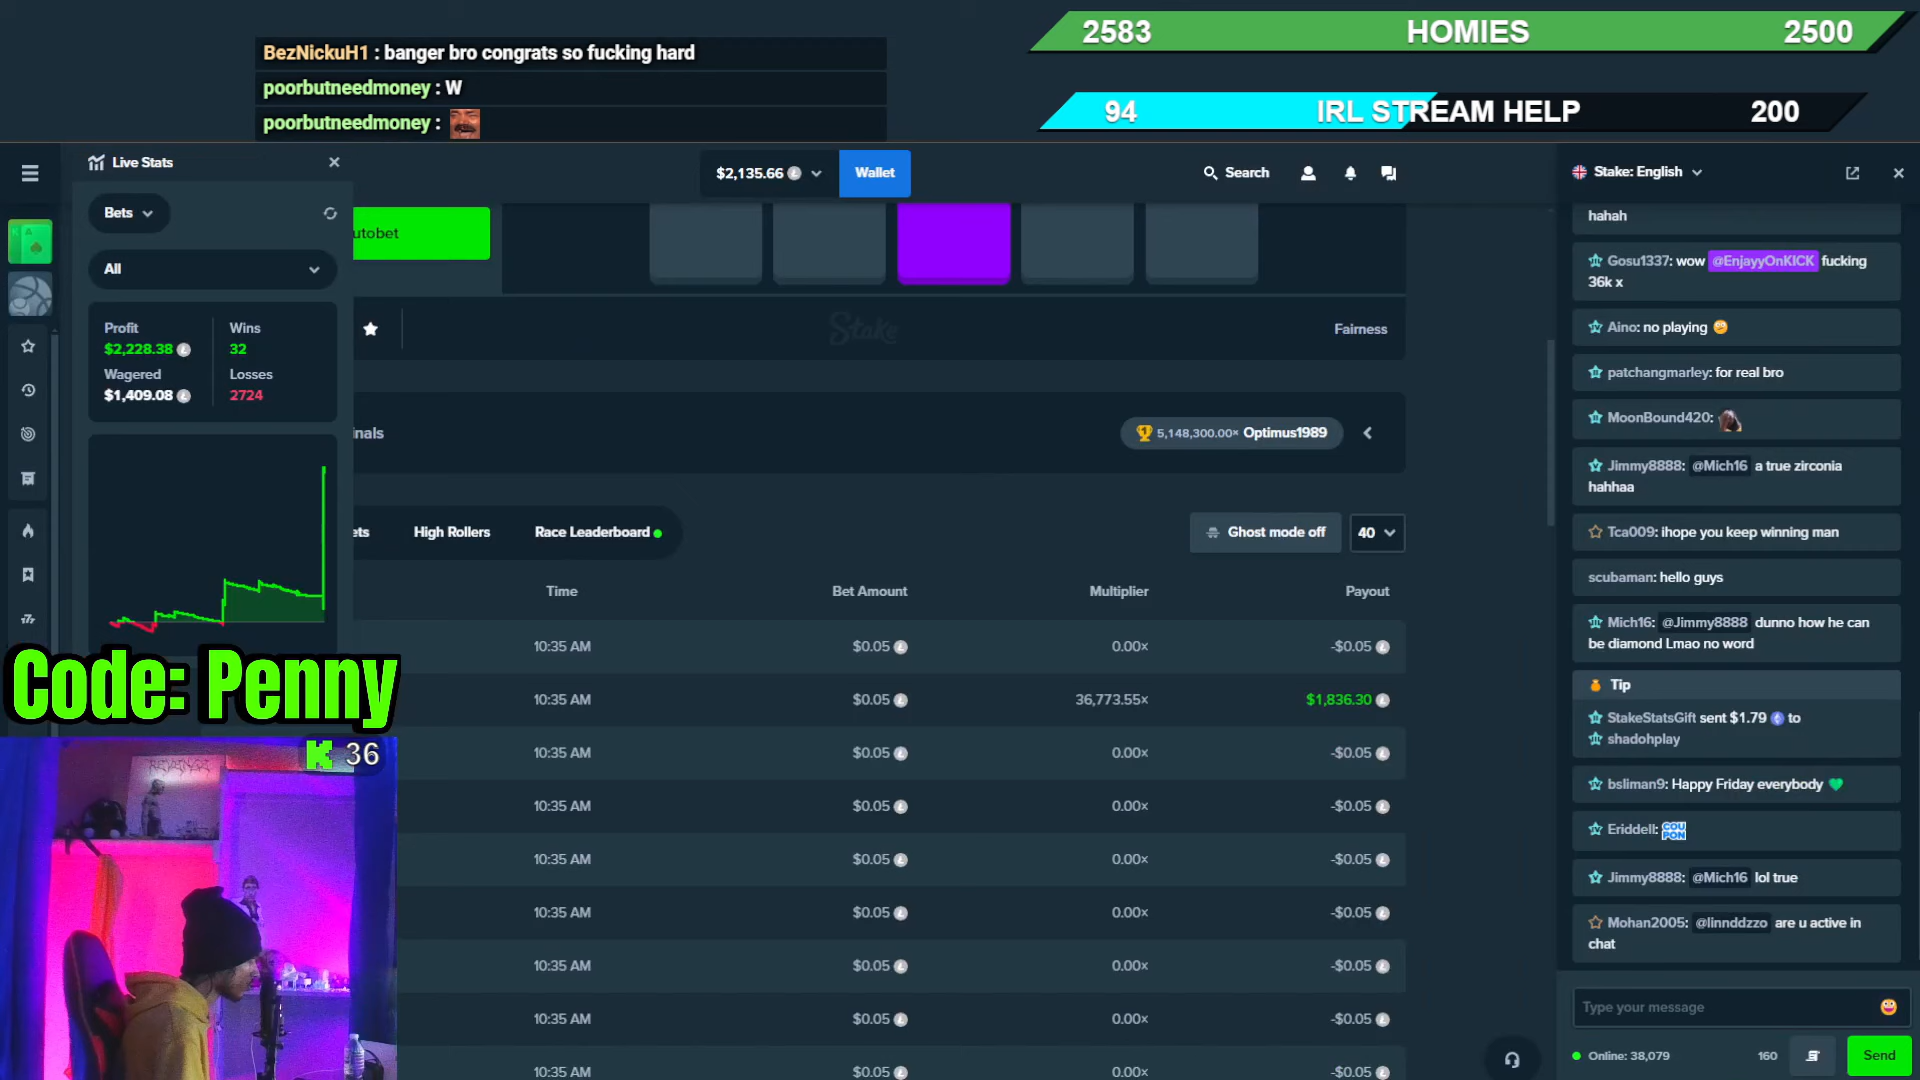 2583 HOMIES 2500
BezNickuH1 : banger bro congrats so fucking hard
poorbutneedmoney : W
poorbutneedmoney :
94 IRL STREAM HELP 200
Live Stats
$2,135.66
Wallet
Search
Stake: English
Bets
All
Profit
$2,228.38
Wins
32
Wagered
$1,409.08
Losses
2724
utobet
Stake
Fairness
inals
5,148,300.00× Optimus1989
ets
High Rollers
Race Leaderboard
Ghost mode off
40
Time Bet Amount Multiplier Payout
10:35 AM $0.05 0.00× -$0.05
10:35 AM $0.05 36,773.55× $1,836.30
10:35 AM $0.05 0.00× -$0.05
10:35 AM $0.05 0.00× -$0.05
10:35 AM $0.05 0.00× -$0.05
10:35 AM $0.05 0.00× -$0.05
10:35 AM $0.05 0.00× -$0.05
10:35 AM $0.05 0.00× -$0.05
10:35 AM $0.05 0.00× -$0.05
Code: Penny
K 36
hahah
Gosu1337: wow @EnjayyOnKICK fucking
36k x
Aino: no playing
patchangmarley: for real bro
MoonBound420:
Jimmy8888: @Mich16 a true zirconia
hahhaa
Tca009: ihope you keep winning man
scubaman: hello guys
Mich16: @Jimmy8888 dunno how he can
be diamond Lmao no word
Tip
StakeStatsGift sent $1.79 to
shadohplay
bsliman9: Happy Friday everybody
Eriddell: COUPON
Jimmy8888: @Mich16 lol true
Mohan2005: @linnddzzo are u active in
chat
Type your message
Online: 38,079
160
Send